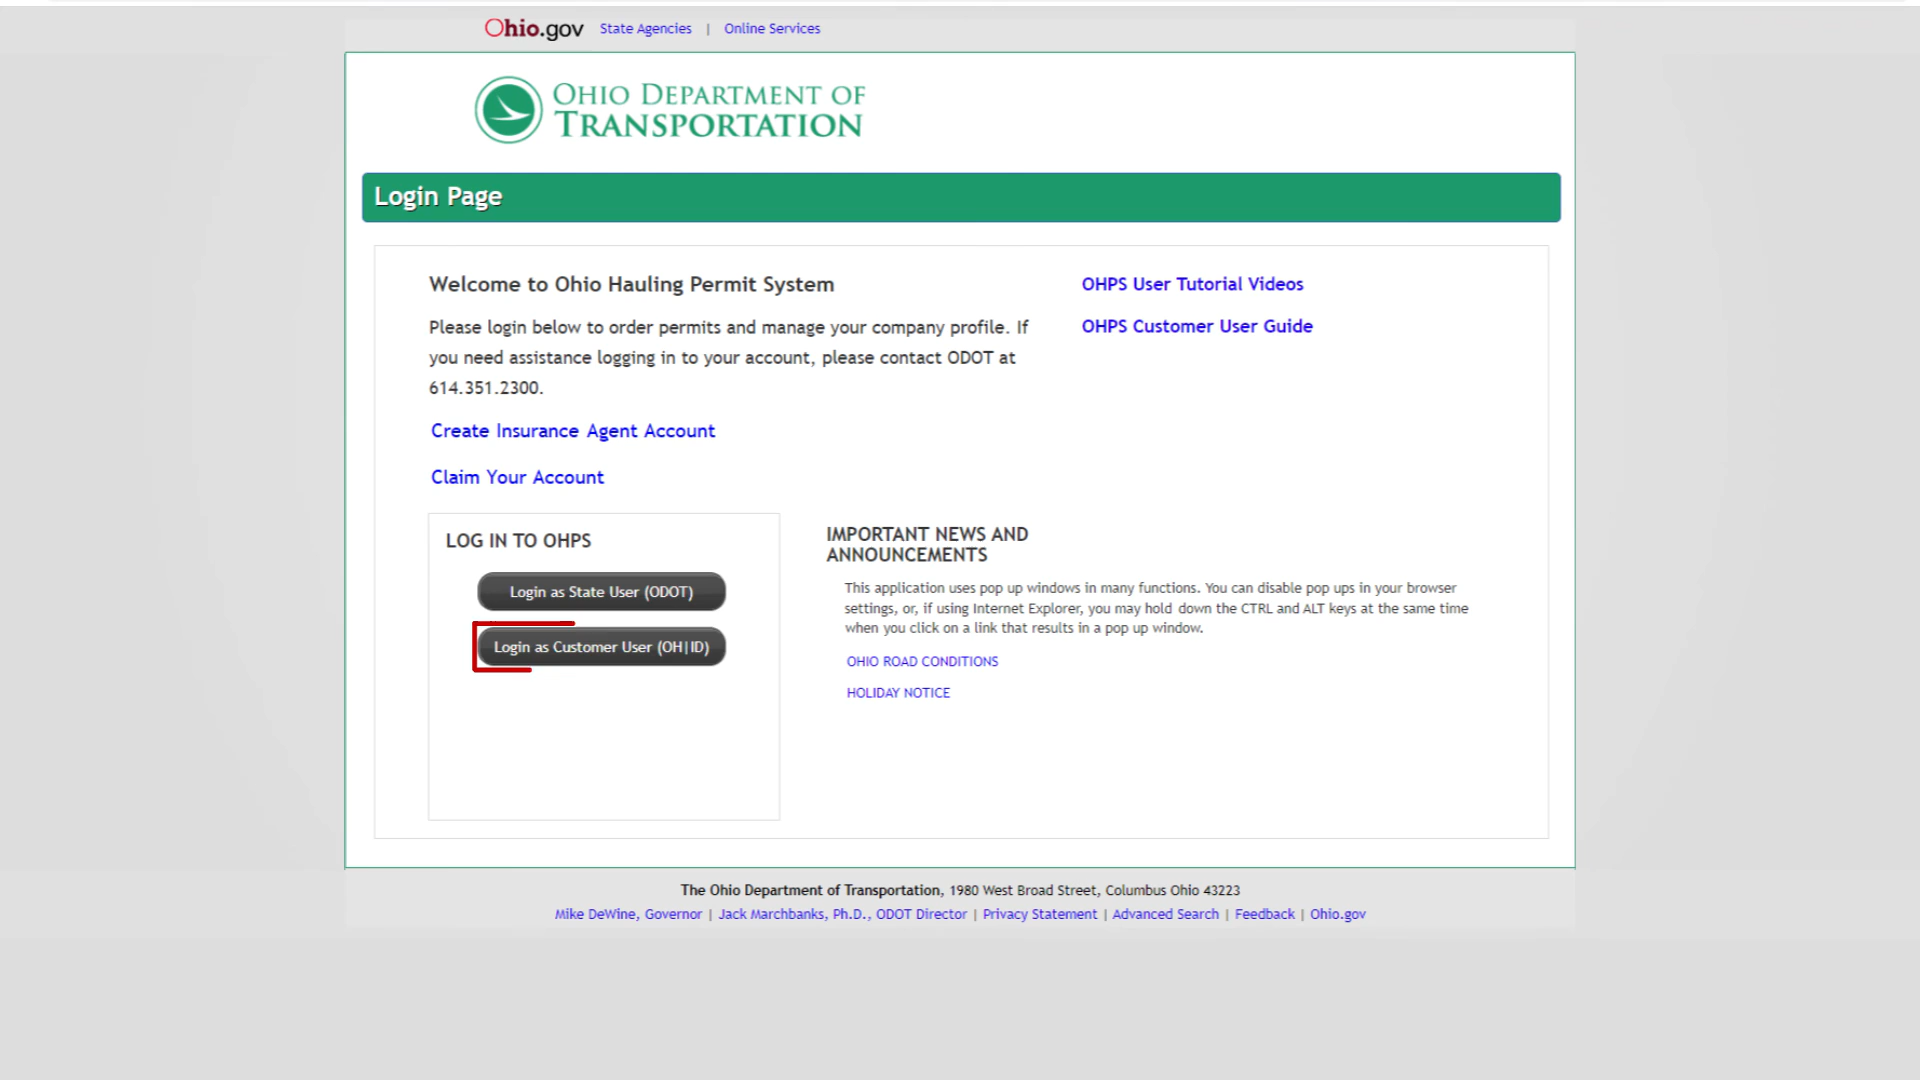 Ohio.gov State Agencies | Online Services
OHIO DEPARTMENT OF
TRANSPORTATION
Login Page
Welcome to Ohio Hauling Permit System
Please login below to order permits and manage your company profile. If
you need assistance logging in to your account, please contact ODOT at
614.351.2300.
Create Insurance Agent Account
Claim Your Account
OHPS User Tutorial Videos
OHPS Customer User Guide
LOG IN TO OHPS
Login as State User (ODOT)
Login as Customer User (OH|ID)
IMPORTANT NEWS AND
ANNOUNCEMENTS
This application uses pop up windows in many functions. You can disable pop ups in your browser
settings, or, if using Internet Explorer, you may hold down the CTRL and ALT keys at the same time
when you click on a link that results in a pop up window.
OHIO ROAD CONDITIONS
HOLIDAY NOTICE
The Ohio Department of Transportation, 1980 West Broad Street, Columbus Ohio 43223
Mike DeWine, Governor | Jack Marchbanks, Ph.D., ODOT Director | Privacy Statement | Advanced Search | Feedback | Ohio.gov